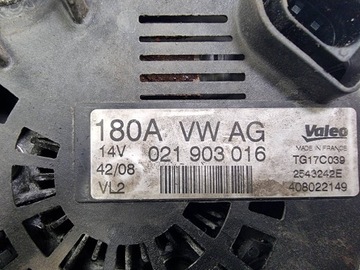 180A VW AG
14V 021 903 016
42/08
VL2
Valeo
MADE IN FRANCE
TG17C039
2543242E
408022149